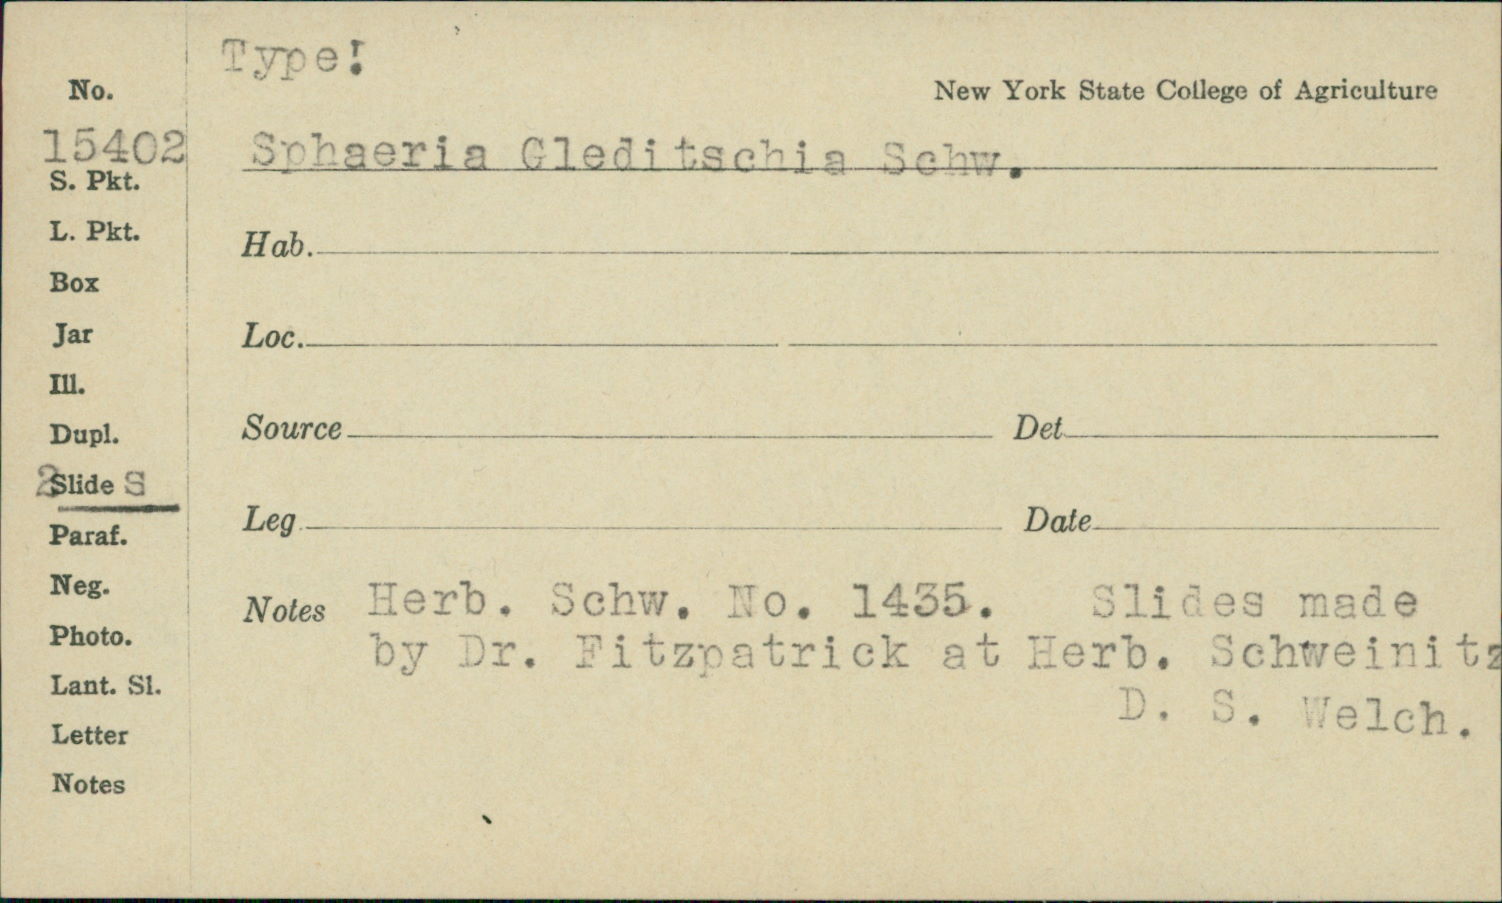 Type!
No.
New York State College of Agriculture
15402
Sphaeria Gleditschia Schw.
S. Pkt.
L. Pkt.
Hab.
Box
Jar
Loc.
Ill.
Dupl.
Source Det
2 Slide s
Leg Date
Paraf.
Neg.
Notes Herb. Schw. No. 1435. Slides made
Photo.
by Dr. Fitzpatrick at Herb. Schweinitz
Lant. Sl.
D. S. Welch.
Letter
Notes